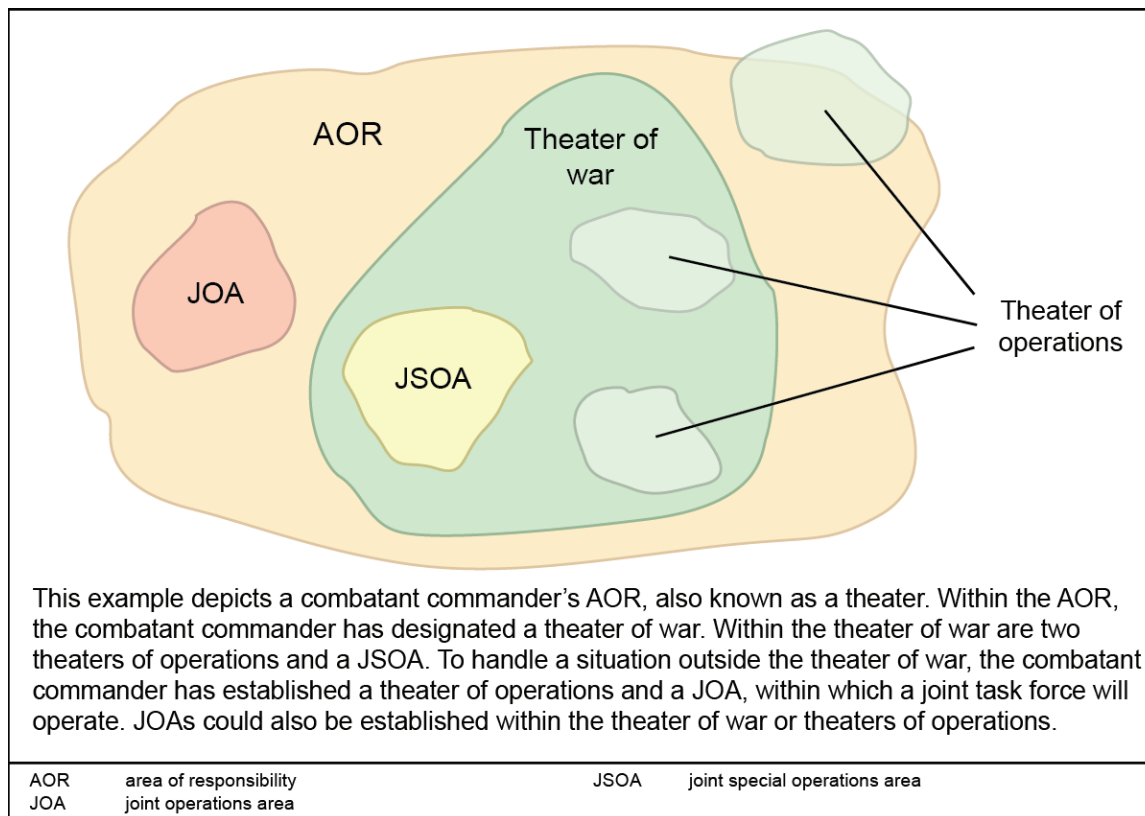 AOR
Theater of
war
JOA
JSOA
Theater of
operations
This example depicts a combatant commander’s AOR, also known as a theater. Within the AOR,
the combatant commander has designated a theater of war. Within the theater of war are two
theaters of operations and a JSOA. To handle a situation outside the theater of war, the combatant
commander has established a theater of operations and a JOA, within which a joint task force will
operate. JOAs could also be established within the theater of war or theaters of operations.
AOR area of responsibility JSOA joint special operations area
JOA joint operations area